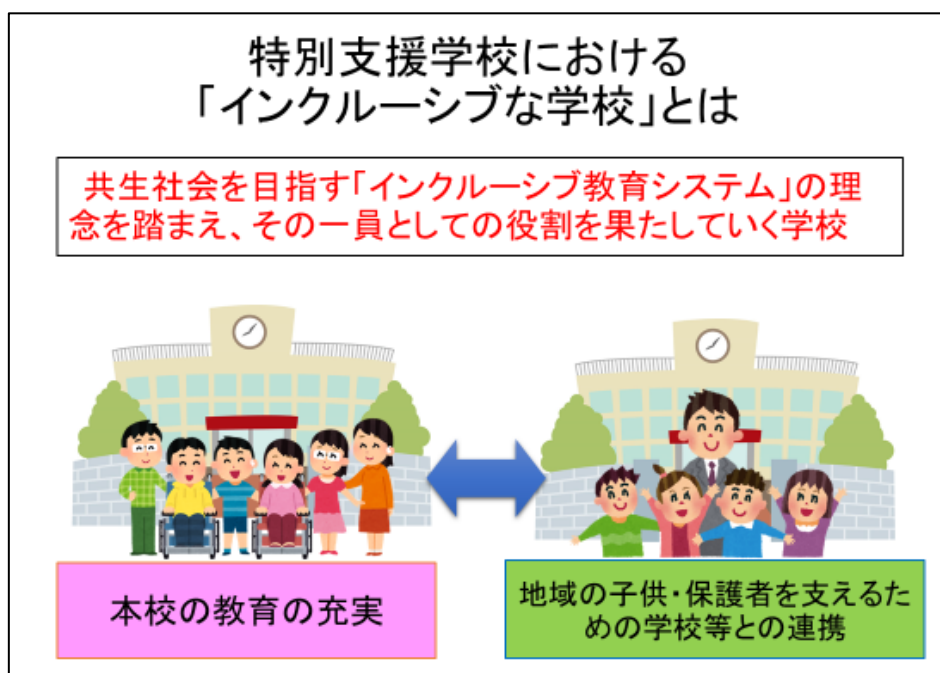 特別支援学校における
「インクルーシブな学校」とは
共生社会を目指す「インクルーシブ教育システム」の理
念を踏まえ、その一員としての役割を果たしていく学校
本校の教育の充実
地域の子供・保護者を支えるた
めの学校等との連携